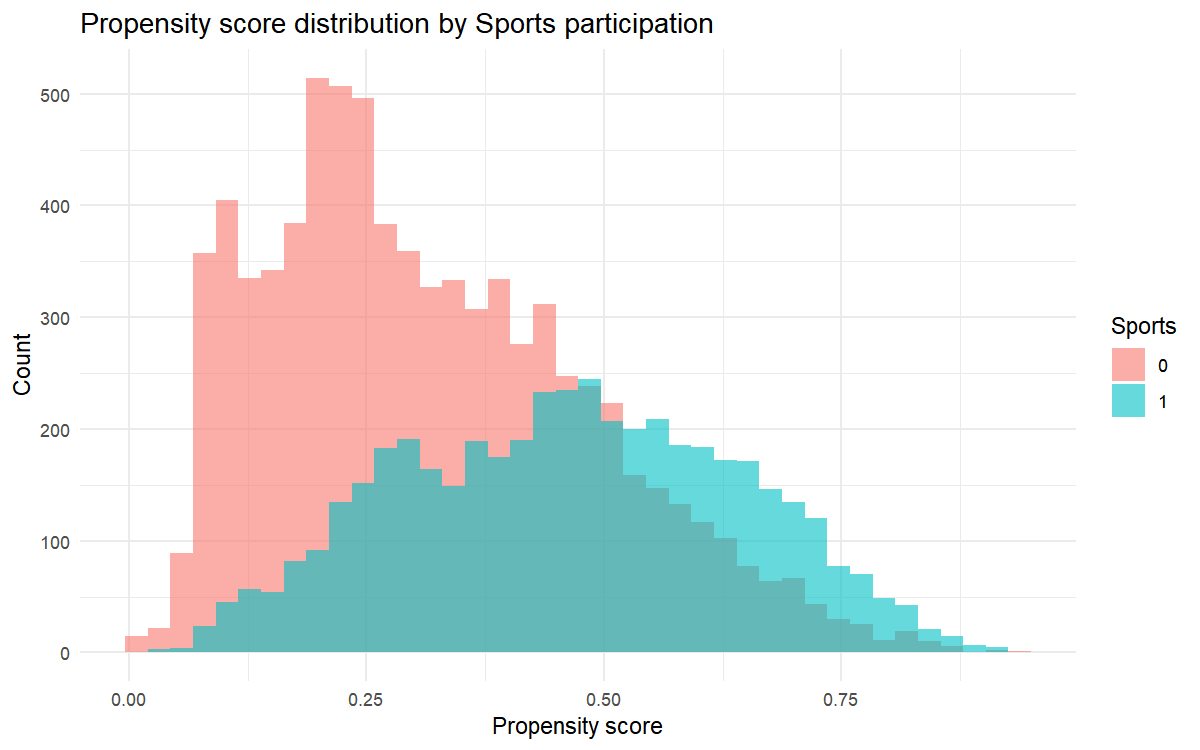 Propensity score distribution by Sports participation
500
400
300
200
100
0
Count
0.00 0.25 0.50 0.75
Propensity score
Sports
0
1